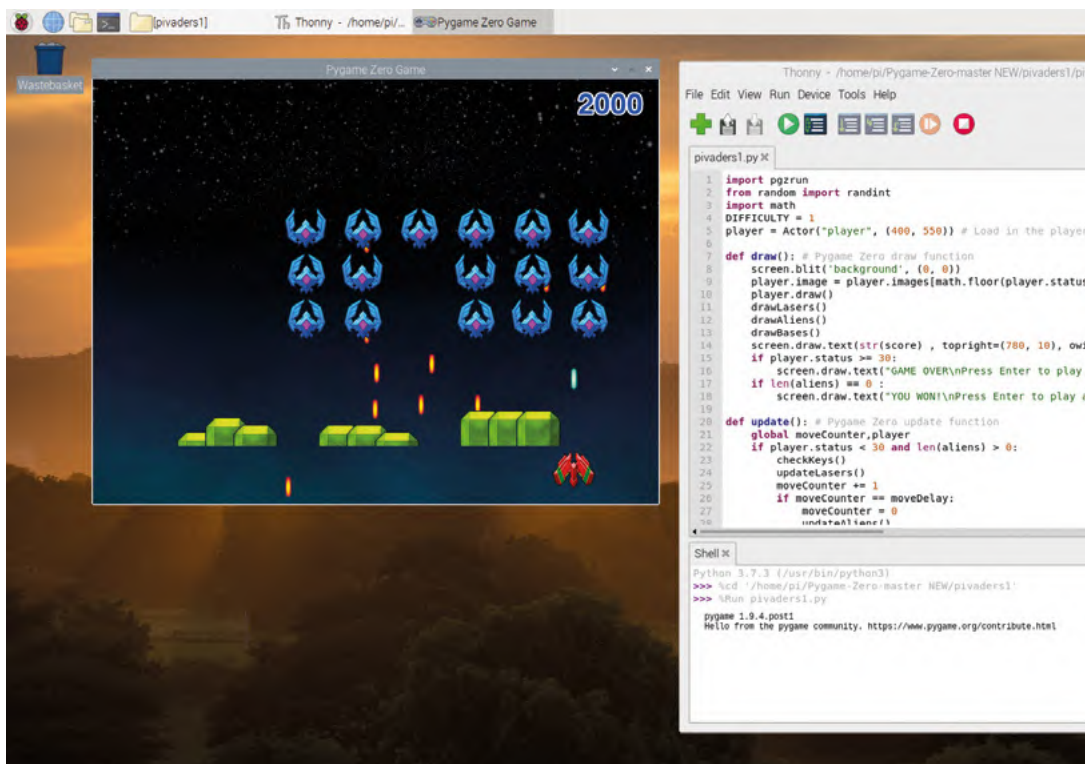 [pivaders1]
Thonny - /home/pi/...
Pygame Zero Game
Wastebasket
Pygame Zero Game
2000
Thonny - /home/pi/Pygame-Zero-master NEW/pivaders1/pi
File Edit View Run Device Tools Help
pivaders1.py
1 import pgzrun
2 from random import randint
3 import math
4 DIFFICULTY = 1
5 player = Actor("player", (400, 550)) # Load in the player
6
7 def draw(): # Pygame Zero draw function
8 screen.blit('background', (0, 0))
9 player.image = player.images[math.floor(player.status
10 player.draw()
11 drawLasers()
12 drawAliens()
13 drawBases()
14 screen.draw.text(str(score) , topright=(780, 10), owi
15 if player.status >= 30:
16 screen.draw.text("GAME OVER\nPress Enter to play
17 if len(aliens) == 0 :
18 screen.draw.text("YOU WON!\nPress Enter to play a
19
20 def update(): # Pygame Zero update function
21 global moveCounter,player
22 if player.status < 30 and len(aliens) > 0:
23 checkKeys()
24 updateLasers()
25 moveCounter += 1
26 if moveCounter == moveDelay:
27 moveCounter = 0
28 updateAliens()
Shell
Python 3.7.3 (/usr/bin/python3)
>>> %cd '/home/pi/Pygame-Zero-master NEW/pivaders1'
>>> %Run pivaders1.py
pygame 1.9.4.post1
Hello from the pygame community. https://www.pygame.org/contribute.html